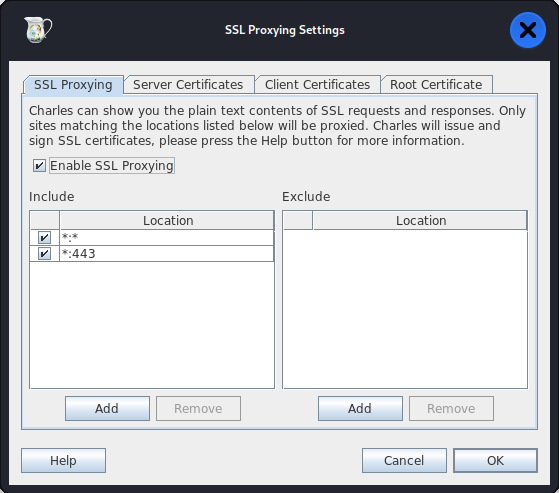 SSL Proxying Settings
SSL Proxying
Server Certificates
Client Certificates
Root Certificate
Charles can show you the plain text contents of SSL requests and responses. Only
sites matching the locations listed below will be proxied. Charles will issue and
sign SSL certificates, please press the Help button for more information.
Enable SSL Proxying
Include
Exclude
Location
Location
*:*
*:443
Add
Remove
Add
Remove
Help
Cancel
OK